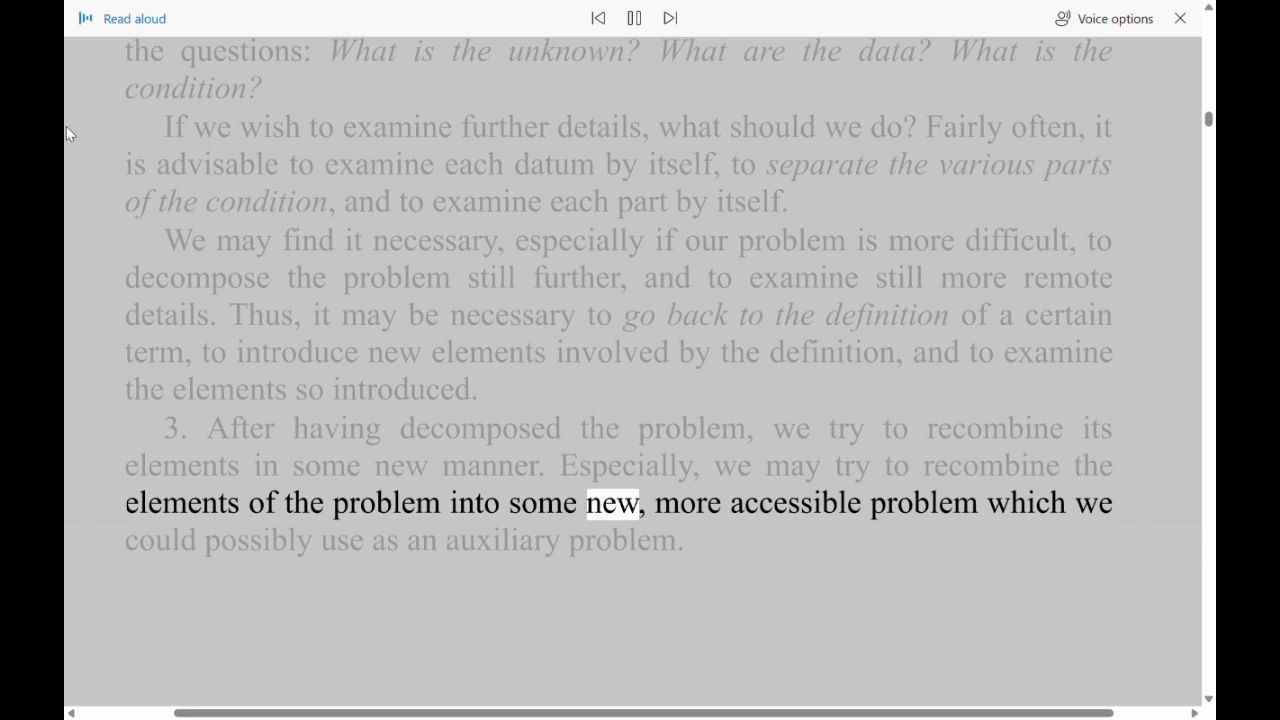 Read aloud
Voice options
the questions: What is the unknown? What are the data? What is the
condition?
If we wish to examine further details, what should we do? Fairly often, it
is advisable to examine each datum by itself, to separate the various parts
of the condition, and to examine each part by itself.
We may find it necessary, especially if our problem is more difficult, to
decompose the problem still further, and to examine still more remote
details. Thus, it may be necessary to go back to the definition of a certain
term, to introduce new elements involved by the definition, and to examine
the elements so introduced.
3. After having decomposed the problem, we try to recombine its
elements in some new manner. Especially, we may try to recombine the
elements of the problem into some new, more accessible problem which we
could possibly use as an auxiliary problem.